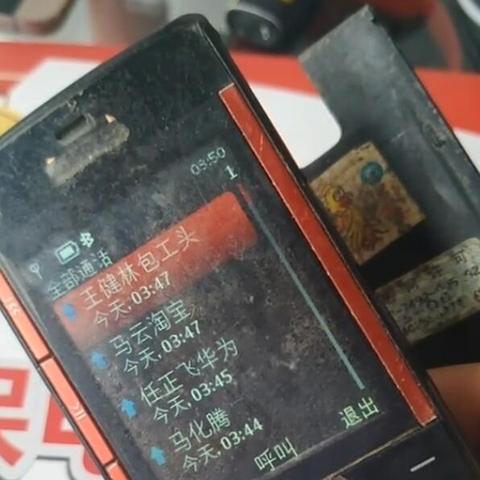 03:50
1
全部通话
王健林包工头
今天, 03:47
马云淘宝
今天, 03:47
任正飞华为
今天, 03:45
马化腾
今天, 03:44
呼叫
退出